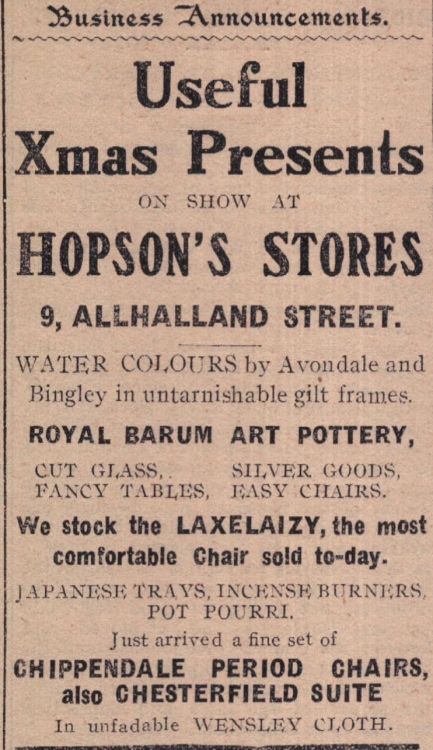 Business Announcements.
Useful
Xmas Presents
ON SHOW AT
HOPSON'S STORES
9, ALLHALLAND STREET.
WATER COLOURS by Avondale and
Bingley in untarnishable gilt frames.
ROYAL BARUM ART POTTERY,
CUT GLASS, SILVER GOODS,
FANCY TABLES, EASY CHAIRS.
We stock the LAXELAIZY, the most
comfortable Chair sold to-day.
JAPANESE TRAYS, INCENSE BURNERS,
POT POURRI.
Just arrived a fine set of
CHIPPENDALE PERIOD CHAIRS,
also CHESTERFIELD SUITE
In unfadable WENSLEY CLOTH.